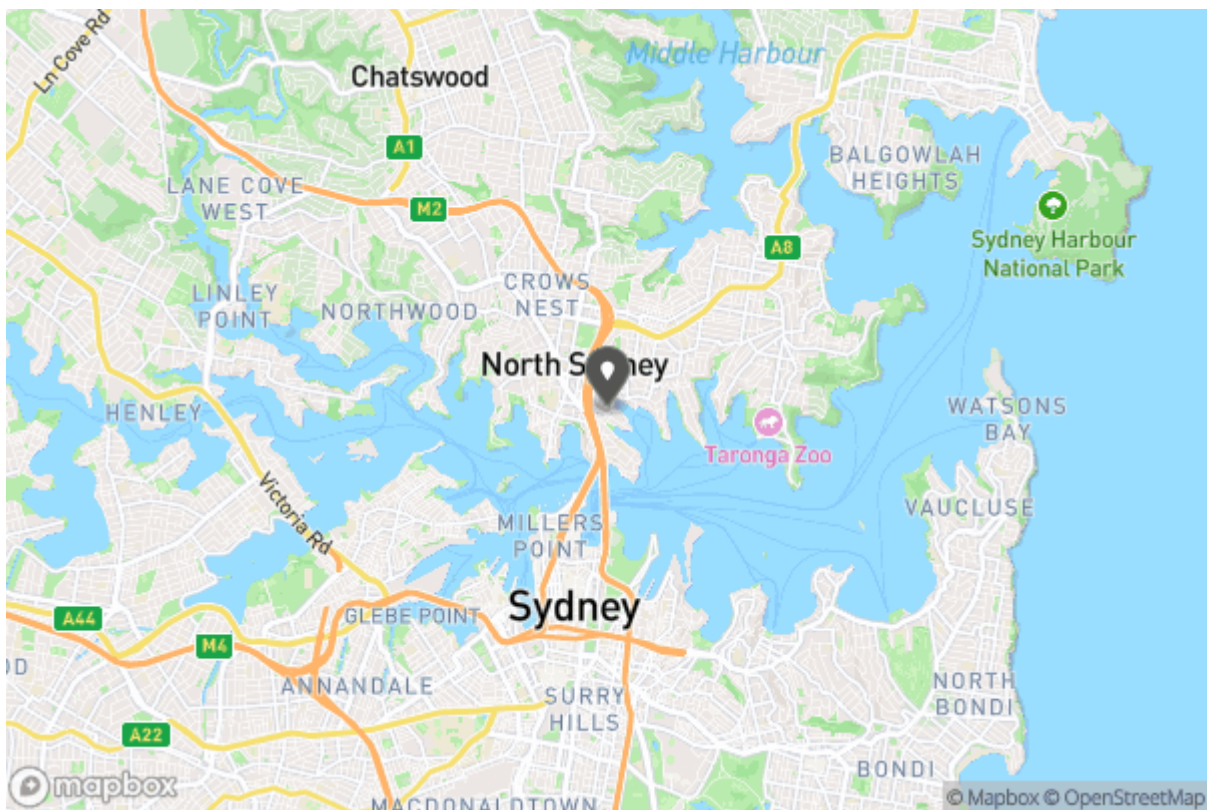 Ln Cove Rd
Middle Harbour
Chatswood
A1
BALGOWLAH
HEIGHTS
LANE COVE
WEST
M2
Sydney Harbour
National Park
A8
CROWS
NEST
LINLEY
POINT
NORTHWOOD
North Sydney
HENLEY
WATSONS
BAY
Taronga Zoo
VAUCLUSE
Victoria Rd
MILLERS
POINT
Sydney
A44
GLEBE POINT
M4
ANNANDALE
SURRY
HILLS
NORTH
BONDI
OD
A22
BONDI
mapbox
MACDONALDTOWN
© Mapbox © OpenStreetMap